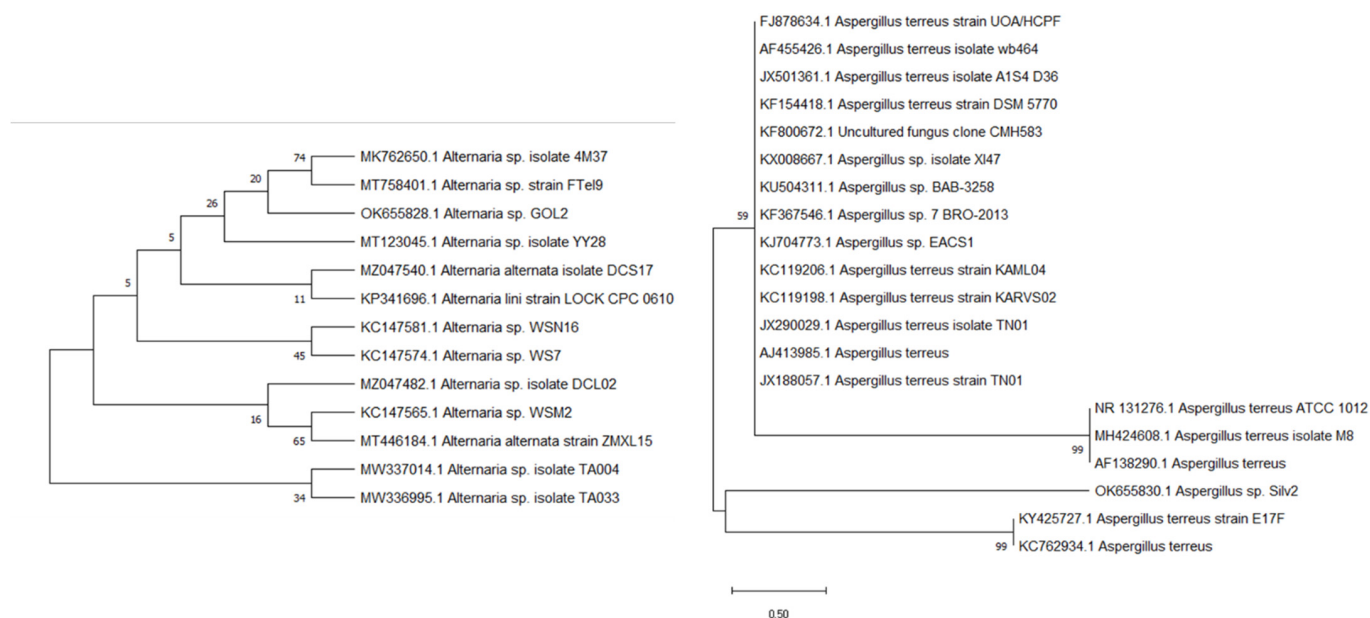 74
MK762650.1 Alternaria sp. isolate 4M37
20
MT758401.1 Alternaria sp. strain FTel9
26
OK655828.1 Alternaria sp. GOL2
5
MT123045.1 Alternaria sp. isolate YY28
5
MZ047540.1 Alternaria alternata isolate DCS17
11
KP341696.1 Alternaria lini strain LOCK CPC 0610
KC147581.1 Alternaria sp. WSN16
45
KC147574.1 Alternaria sp. WS7
MZ047482.1 Alternaria sp. isolate DCL02
16
KC147565.1 Alternaria sp. WSM2
65
MT446184.1 Alternaria alternata strain ZMXL15
MW337014.1 Alternaria sp. isolate TA004
34
MW336995.1 Alternaria sp. isolate TA033
FJ878634.1 Aspergillus terreus strain UOA/HCPF
AF455426.1 Aspergillus terreus isolate wb464
JX501361.1 Aspergillus terreus isolate A1S4 D36
KF154418.1 Aspergillus terreus strain DSM 5770
KF800672.1 Uncultured fungus clone CMH583
KX008667.1 Aspergillus sp. isolate XI47
KU504311.1 Aspergillus sp. BAB-3258
59
KF367546.1 Aspergillus sp. 7 BRO-2013
KJ704773.1 Aspergillus sp. EACS1
KC119206.1 Aspergillus terreus strain KAML04
KC119198.1 Aspergillus terreus strain KARVS02
JX290029.1 Aspergillus terreus isolate TN01
AJ413985.1 Aspergillus terreus
JX188057.1 Aspergillus terreus strain TN01
NR 131276.1 Aspergillus terreus ATCC 1012
MH424608.1 Aspergillus terreus isolate M8
99
AF138290.1 Aspergillus terreus
OK655830.1 Aspergillus sp. Silv2
KY425727.1 Aspergillus terreus strain E17F
99
KC762934.1 Aspergillus terreus
0.50